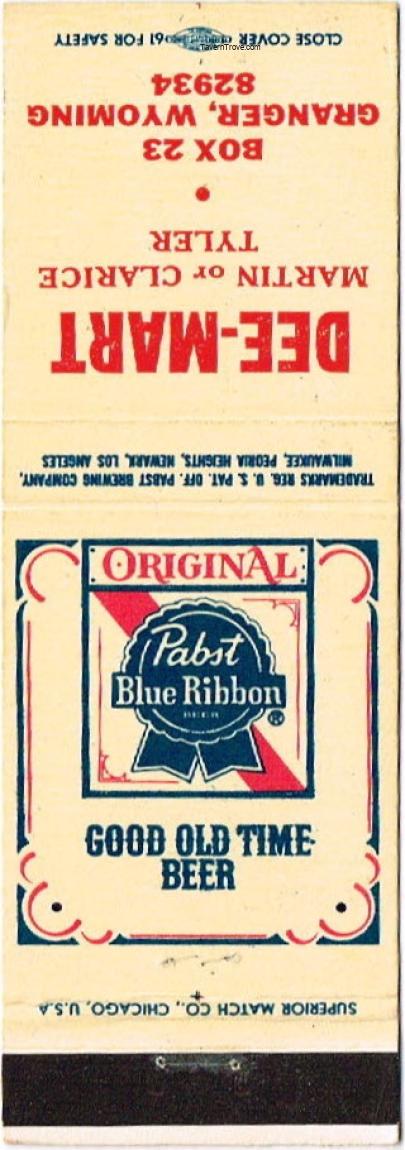 CLOSE COVER FOR SAFETY
TavernTrove.com
DEE-MART
MARTIN or CLARICE
TYLER
BOX 23
GRANGER, WYOMING
82934
TRADEMARKS REG. U. S. PAT. OFF. PABST BREWING COMPANY,
MILWAUKEE, PEORIA HEIGHTS, NEWARK, LOS ANGELES
ORIGINAL
Pabst
Blue Ribbon
BEER
®
GOOD OLD TIME
BEER
SUPERIOR MATCH CO., CHICAGO, U.S.A